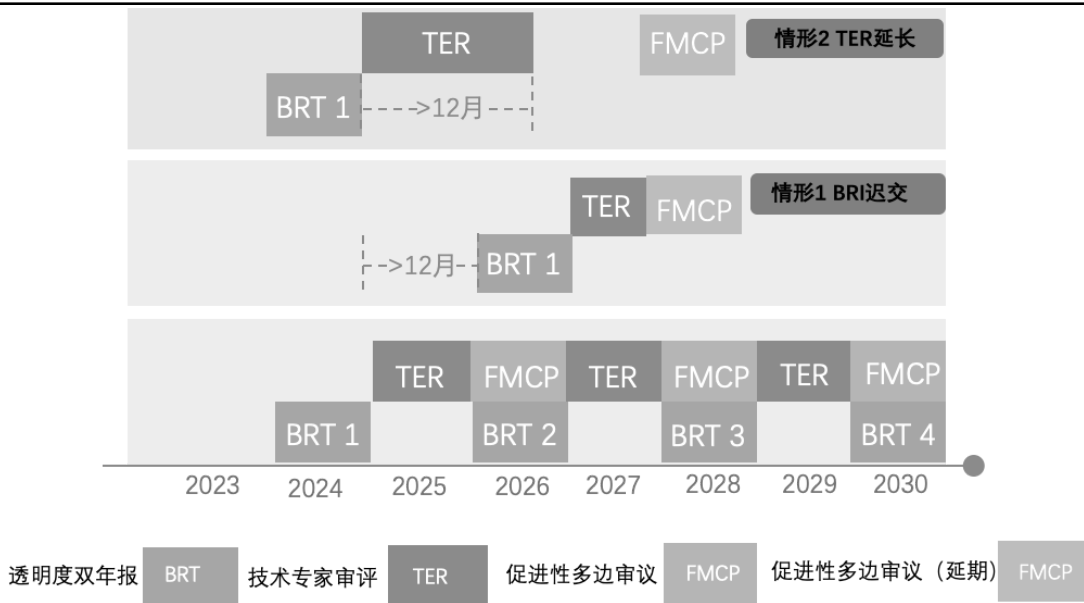 TER
FMCP
情形2 TER延长
BRT 1
>12月
TER
FMCP
情形1 BRI迟交
>12月
BRT 1
TER
FMCP
TER
FMCP
TER
FMCP
BRT 1
BRT 2
BRT 3
BRT 4
2023
2024
2025
2026
2027
2028
2029
2030
透明度双年报
BRT
技术专家审评
TER
促进性多边审议
FMCP
促进性多边审议（延期）
FMCP